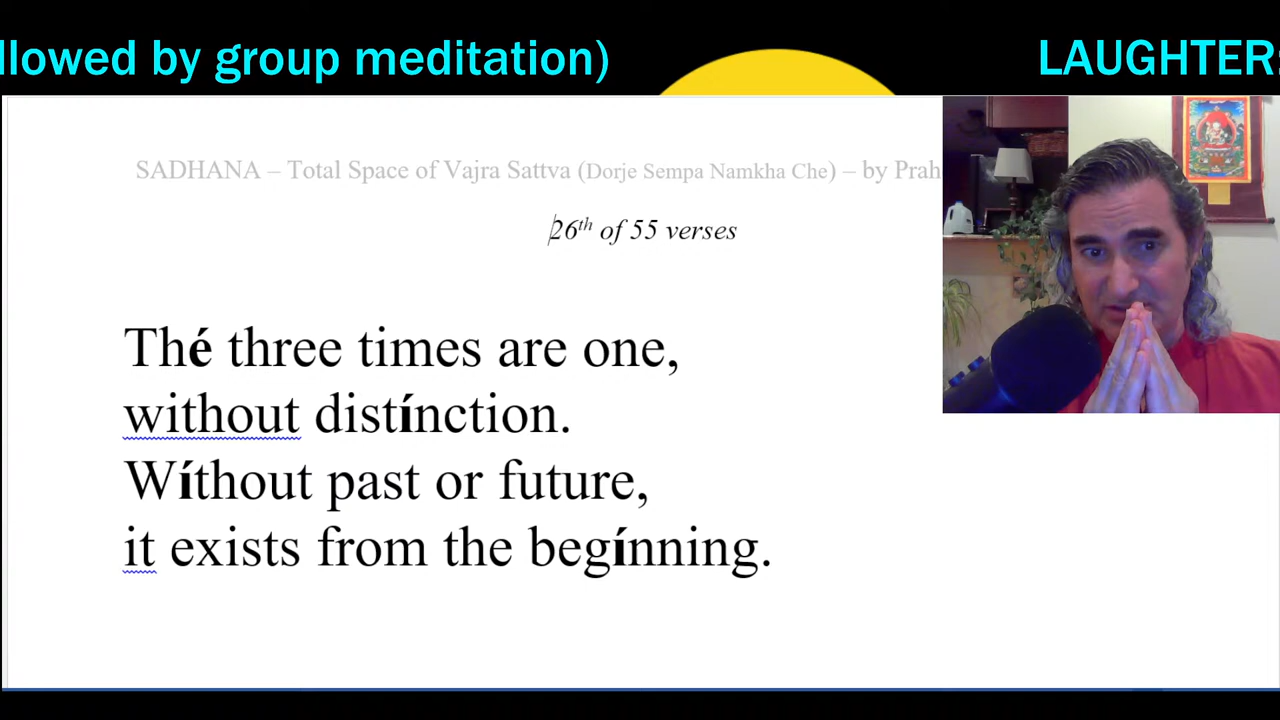 llowed by group meditation) LAUGHTER:
SADHANA – Total Space of Vajra Sattva (Dorje Sempa Namkha Che) – by Prah
26th of 55 verses
Thé three times are one,
without distínction.
Wíthout past or future,
it exists from the begínning.